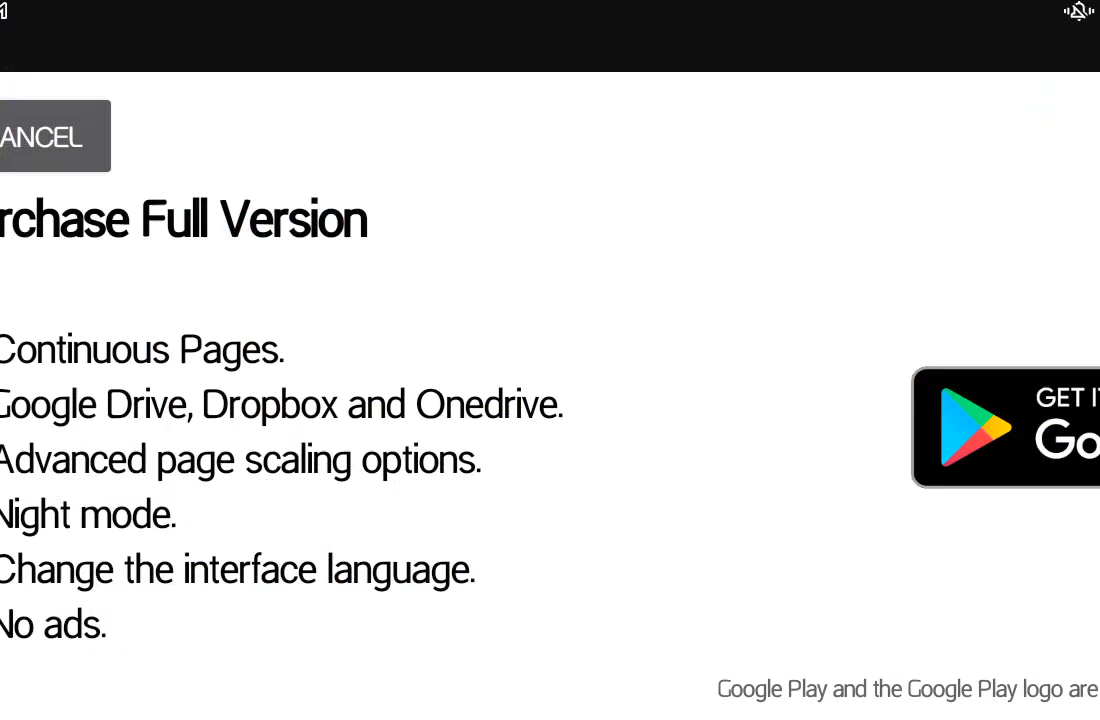 ANCEL
rchase Full Version
Continuous Pages.
Google Drive, Dropbox and Onedrive.
Advanced page scaling options.
Night mode.
Change the interface language.
No ads.
GET IT
Go
Google Play and the Google Play logo are